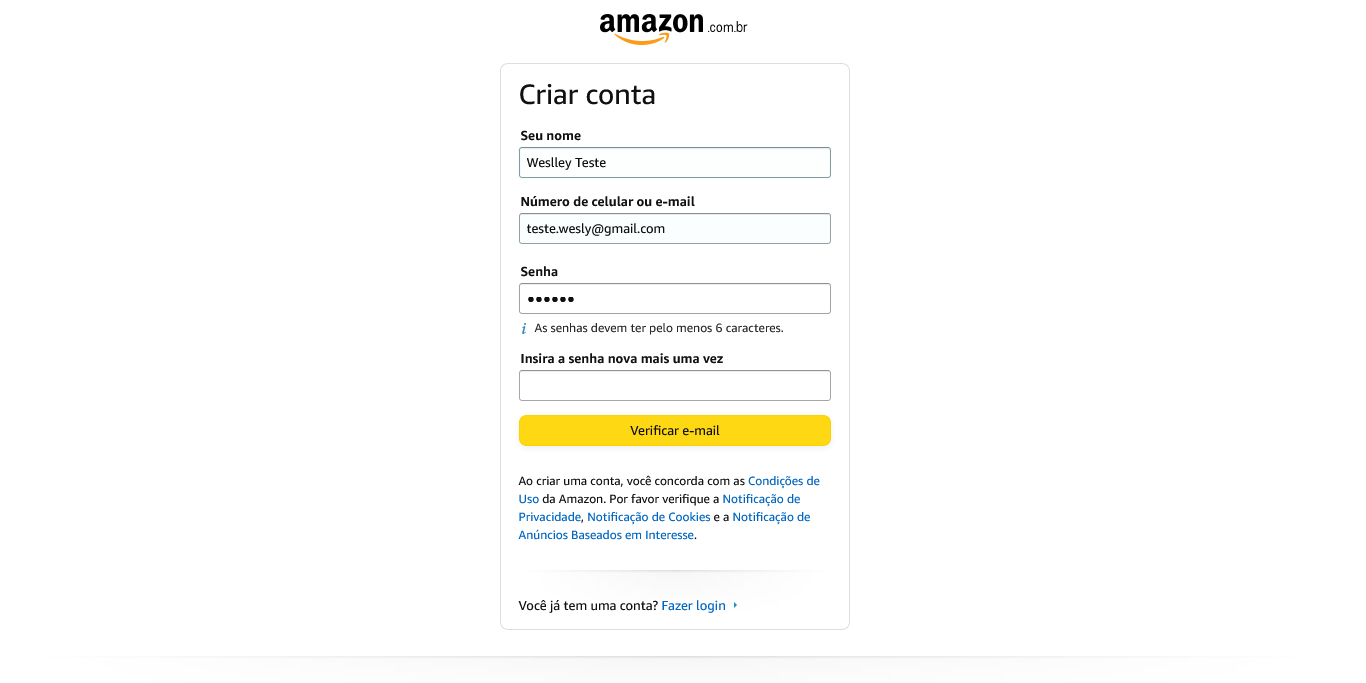 amazon.com.br
Criar conta
Seu nome
Weslley Teste
Número de celular ou e-mail
teste.wesly@gmail.com
Senha
••••••
i As senhas devem ter pelo menos 6 caracteres.
Insira a senha nova mais uma vez
Verificar e-mail
Ao criar uma conta, você concorda com as Condições de
Uso da Amazon. Por favor verifique a Notificação de
Privacidade, Notificação de Cookies e a Notificação de
Anúncios Baseados em Interesse.
Você já tem uma conta? Fazer login